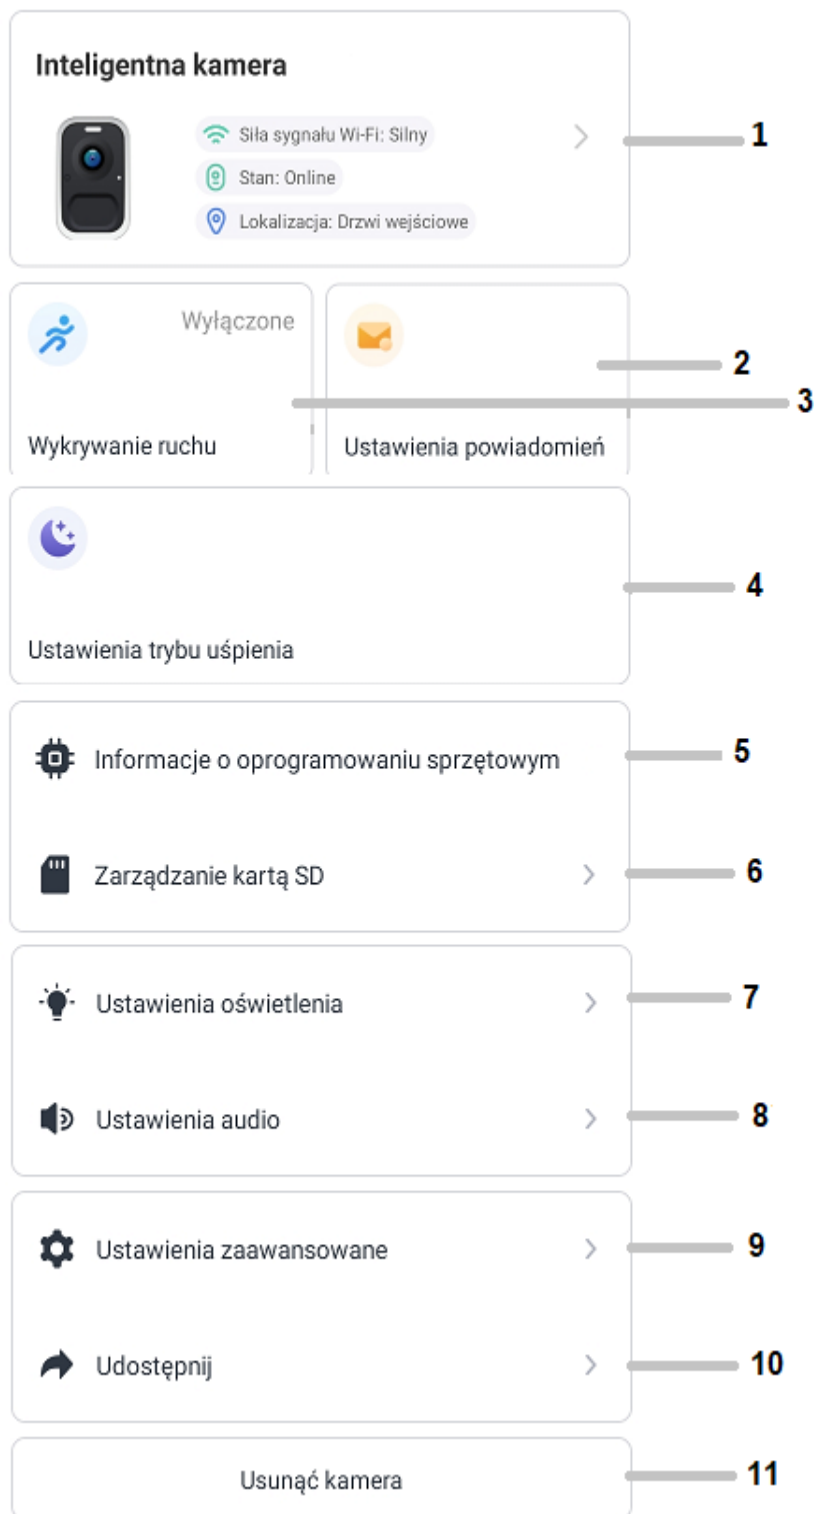 Inteligentna kamera
Siła sygnału Wi-Fi: Silny
1
Stan: Online
Lokalizacja: Drzwi wejściowe
Wyłączone
2
3
Wykrywanie ruchu
Ustawienia powiadomień
4
Ustawienia trybu uśpienia
Informacje o oprogramowaniu sprzętowym
5
Zarządzanie kartą SD
6
Ustawienia oświetlenia
7
Ustawienia audio
8
Ustawienia zaawansowane
9
Udostępnij
10
Usunąć kamera
11